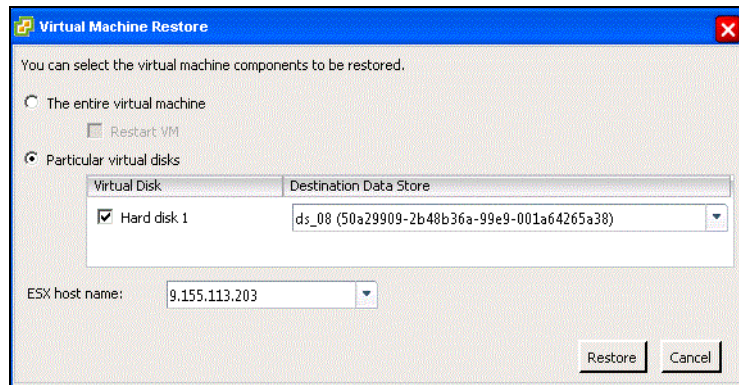 Virtual Machine Restore
You can select the virtual machine components to be restored.
The entire virtual machine
Restart VM
Particular virtual disks
Virtual Disk Destination Data Store
Hard disk 1 ds_08 (50a29909-2b48b36a-99e9-001a64265a38)
ESX host name: 9.155.113.203
Restore Cancel